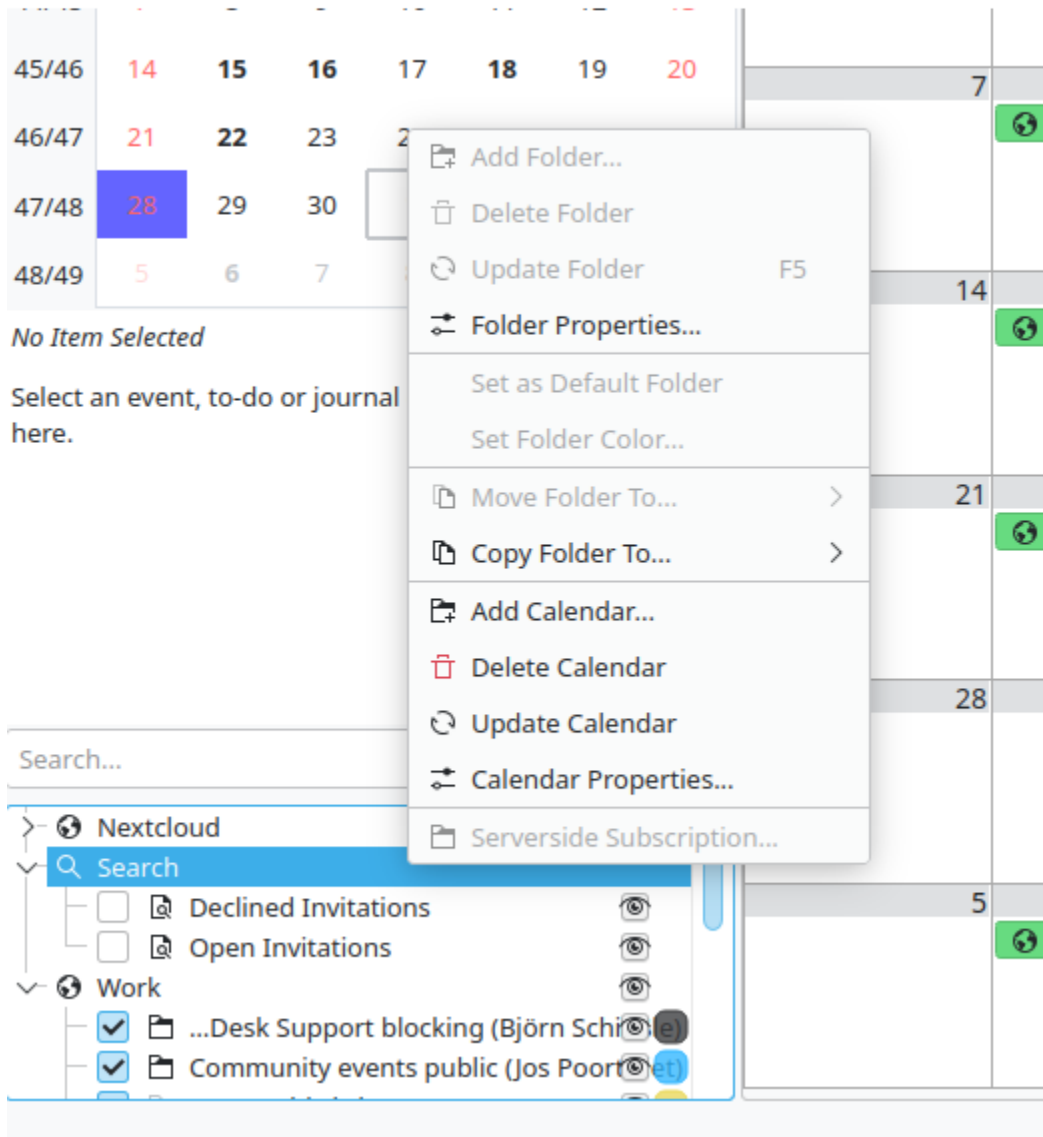 45/46 14 15 16 17 18 19 20
7
46/47 21 22 23
47/48 28 29 30
48/49 5 6 7
14
No Item Selected
Select an event, to-do or journal
here.
Add Folder...
Delete Folder
Update Folder F5
Folder Properties...
Set as Default Folder
Set Folder Color...
Move Folder To...
Copy Folder To...
Add Calendar...
Delete Calendar
Update Calendar
Calendar Properties...
Serverside Subscription...
21
28
5
Search...
Nextcloud
Search
Declined Invitations
Open Invitations
Work
...Desk Support blocking (Björn
Community events public (Jos